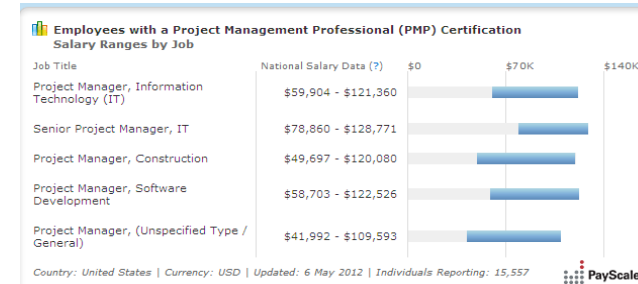 Employees with a Project Management Professional (PMP) Certification
Salary Ranges by Job
Job Title National Salary Data (?) $0 $70K $140K
Project Manager, Information
Technology (IT)
$59,904 - $121,360
Senior Project Manager, IT $78,860 - $128,771
Project Manager, Construction $49,697 - $120,080
Project Manager, Software
Development
$58,703 - $122,526
Project Manager, (Unspecified Type /
General)
$41,992 - $109,593
Country: United States | Currency: USD | Updated: 6 May 2012 | Individuals Reporting: 15,557
PayScale